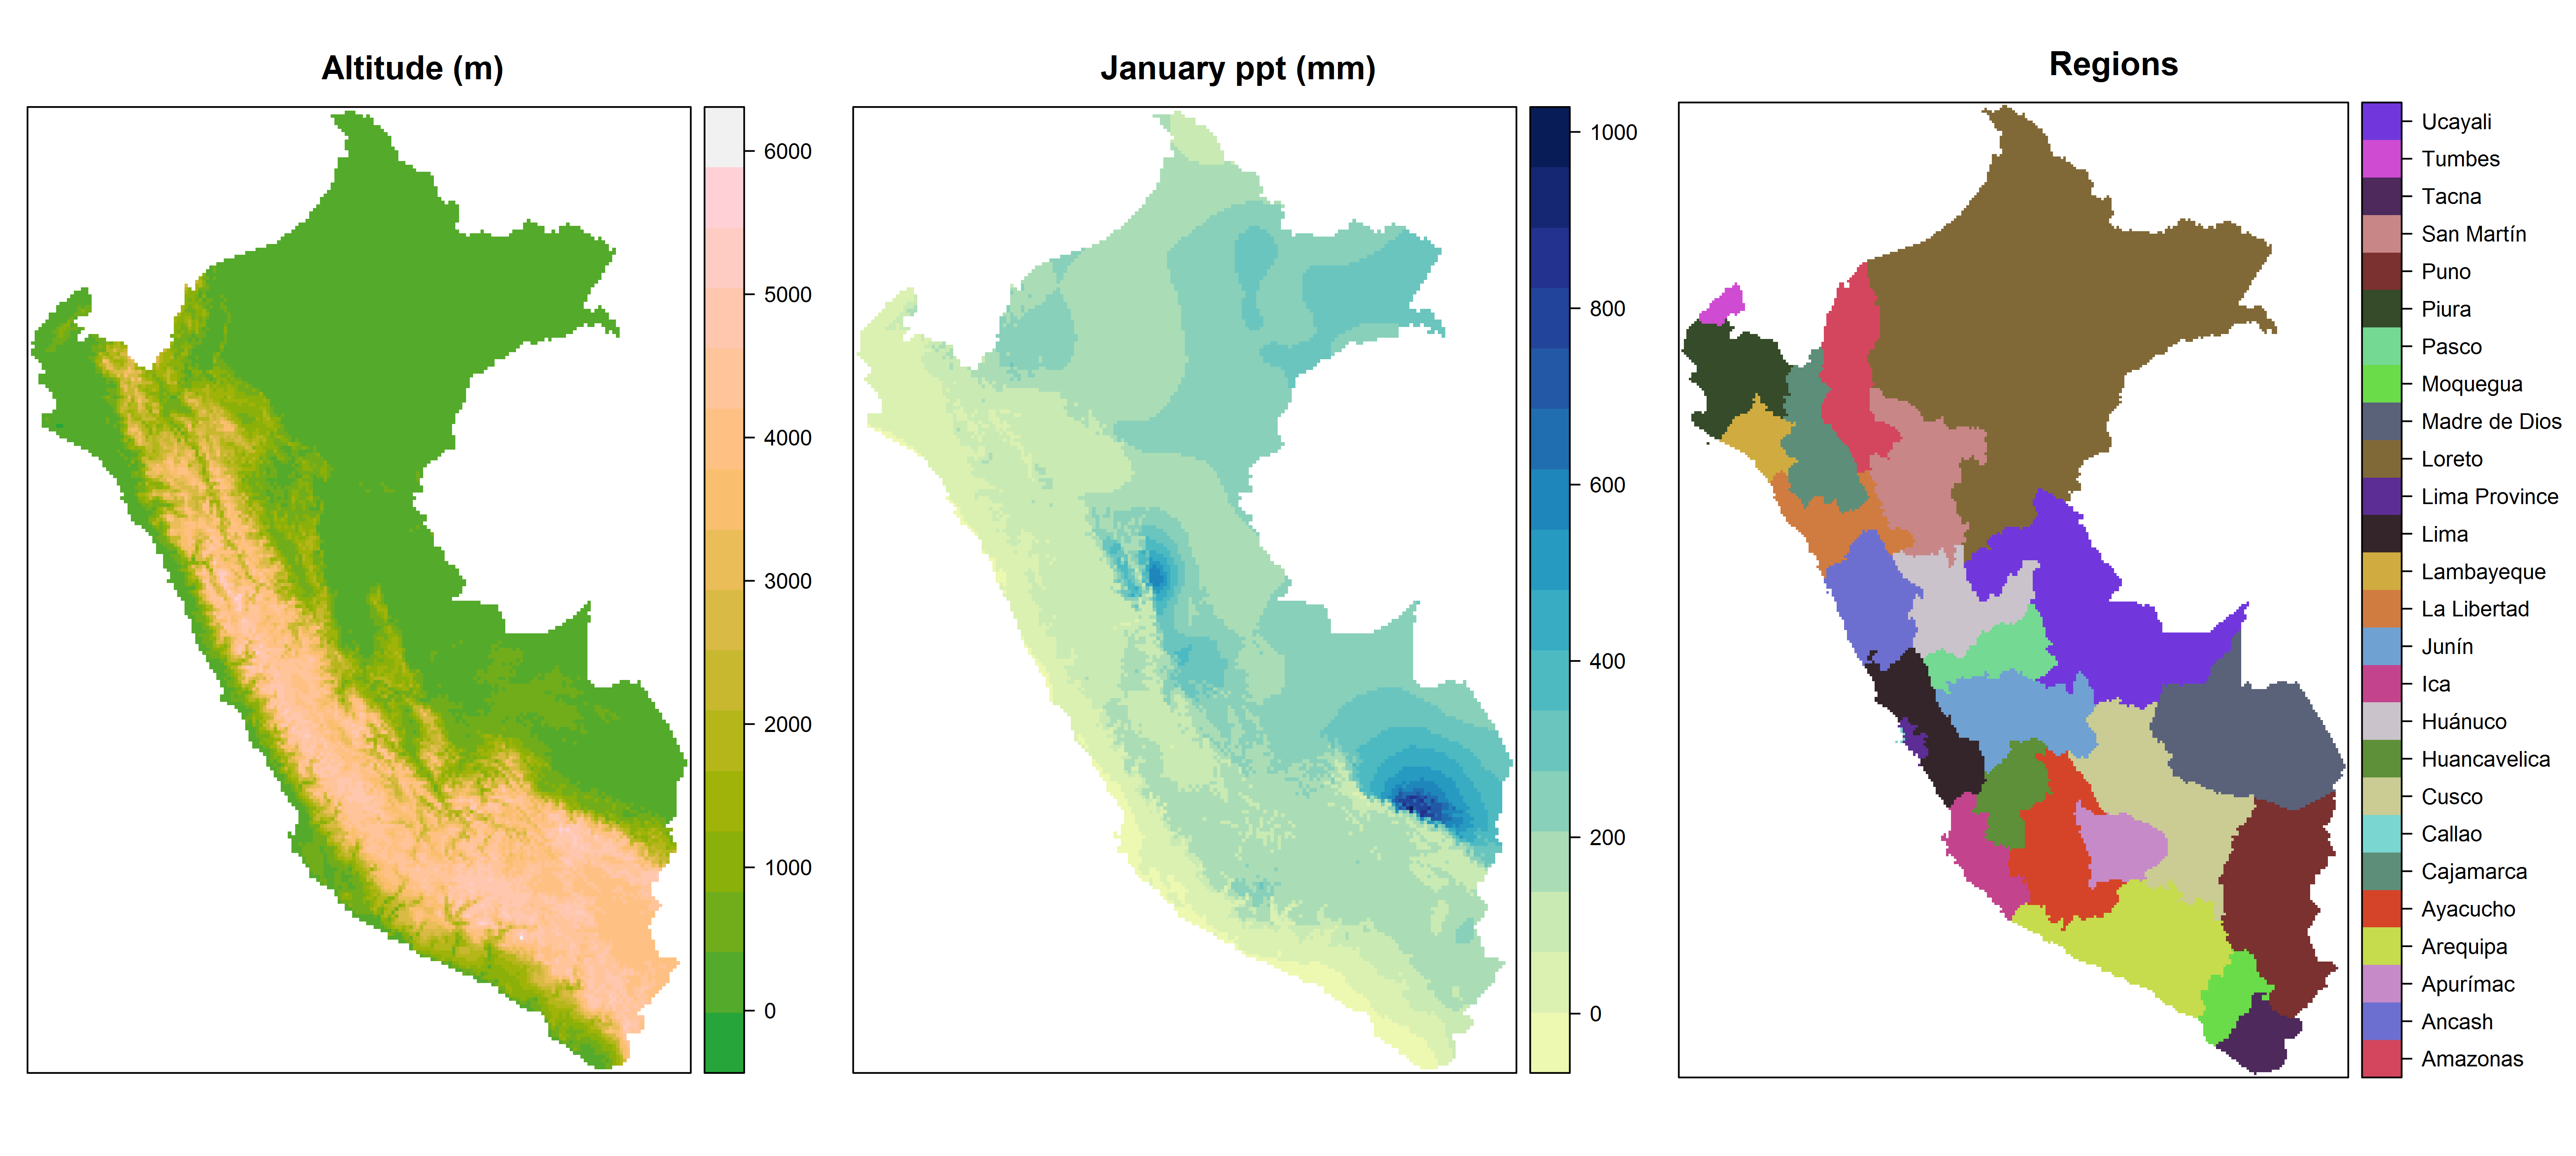 Altitude (m)
6000
5000
4000
3000
2000
1000
0
January ppt (mm)
1000
800
600
400
200
0
Regions
Ucayali
Tumbes
Tacna
San Martín
Puno
Piura
Pasco
Moquegua
Madre de Dios
Loreto
Lima Province
Lima
Lambayeque
La Libertad
Junín
Ica
Huánuco
Huancavelica
Cusco
Callao
Cajamarca
Ayacucho
Arequipa
Apurímac
Ancash
Amazonas